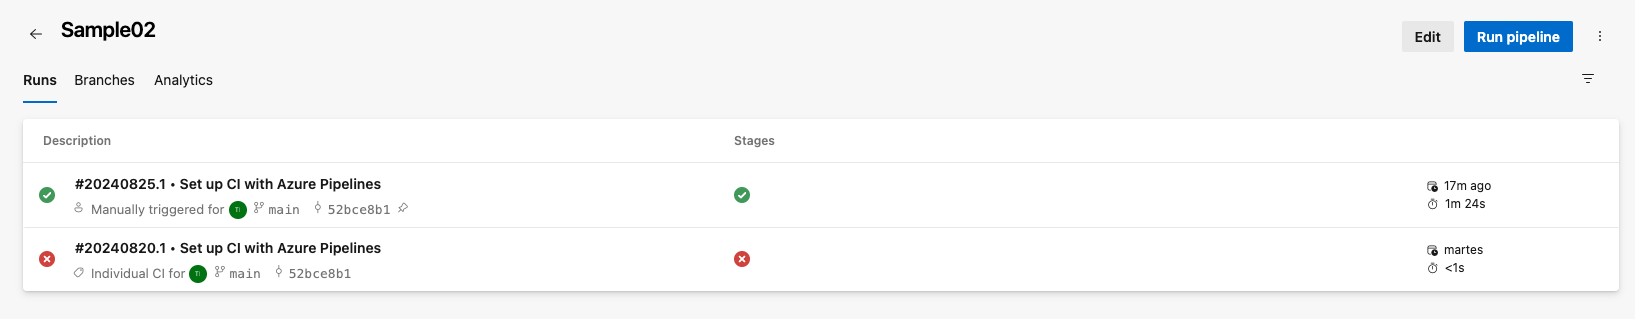 Sample02
Edit
Run pipeline
Runs
Branches
Analytics
Description
Stages
#20240825.1 • Set up CI with Azure Pipelines
Manually triggered for TI main 52bce8b1
17m ago
1m 24s
#20240820.1 • Set up CI with Azure Pipelines
Individual CI for TI main 52bce8b1
martes
<1s